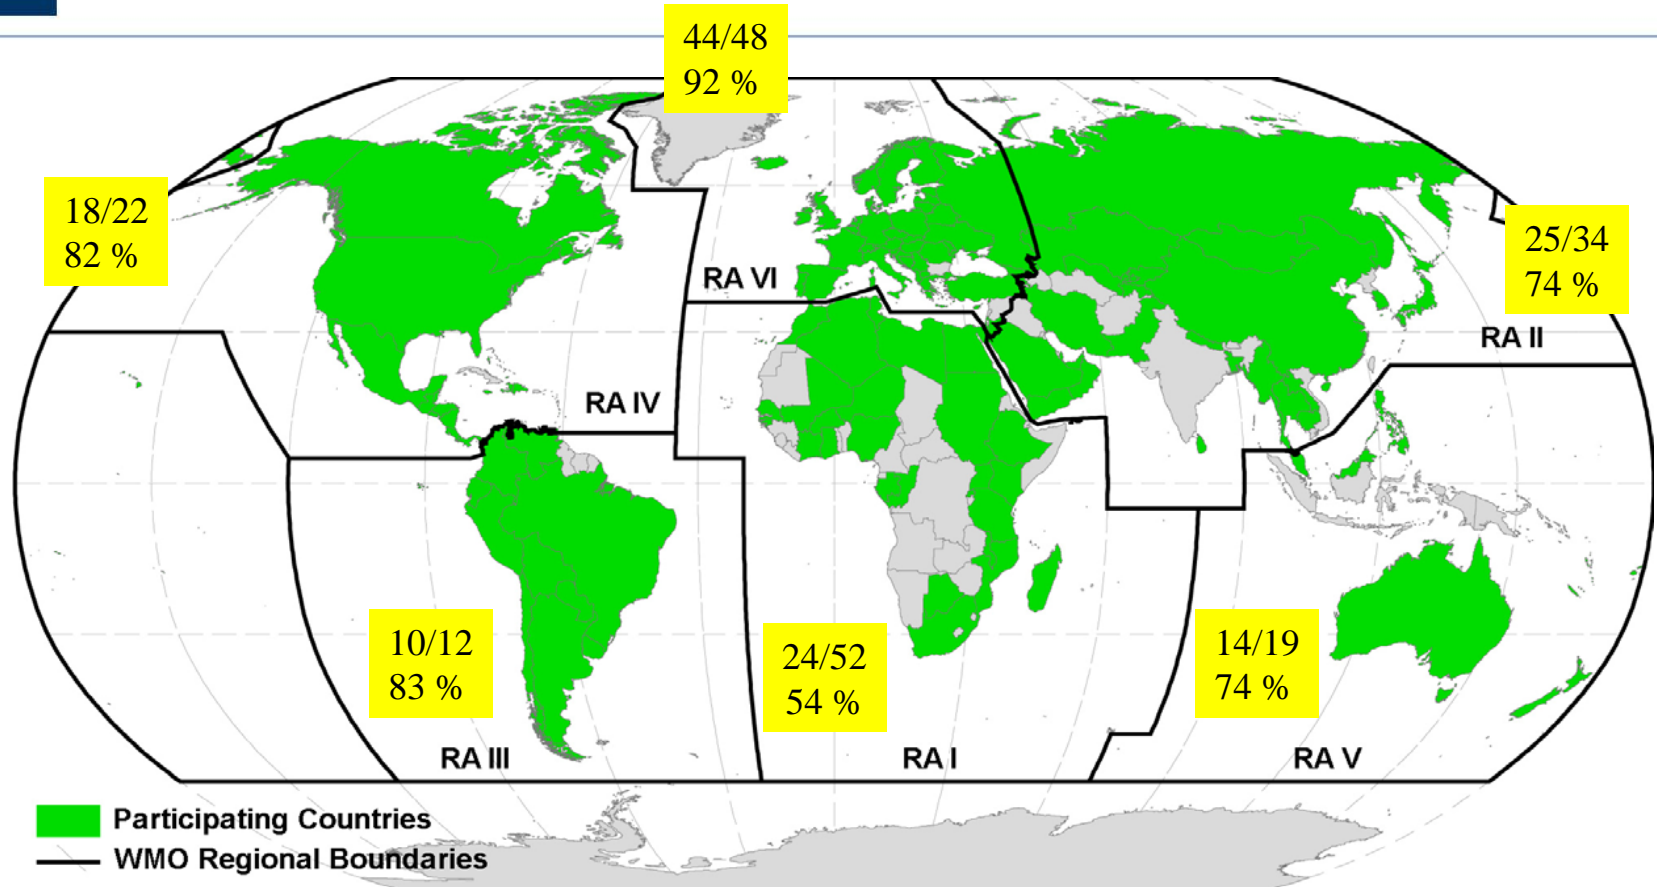 44/48
92 %
18/22
82 %
25/34
74 %
RA VI
RA II
RA IV
10/12
83 %
24/52
54 %
14/19
74 %
RA III
RA I
RA V
Participating Countries
WMO Regional Boundaries